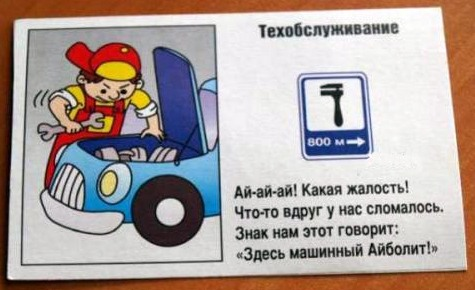 Техобслуживание
800 м
Ай-ай-ай! Какая жалость!
Что-то вдруг у нас сломалось.
Знак нам этот говорит:
«Здесь машинный Айболит!»